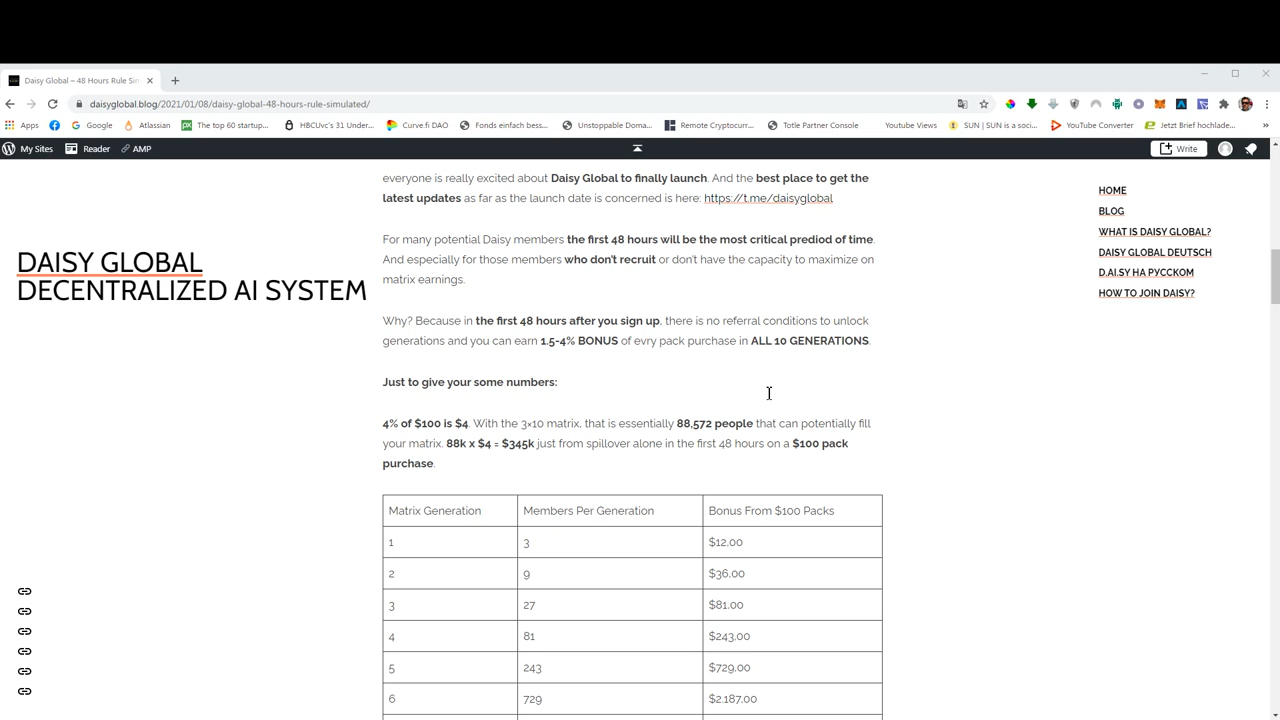 Daisy Global – 48 Hours Rule Sim
daisyglobal.blog/2021/01/08/daisy-global-48-hours-rule-simulated/
Apps
Google
Atlassian
The top 60 startup...
HBCUvc's 31 Under...
Curve.fi DAO
Fonds einfach bess...
Unstoppable Doma...
Remote Cryptocurr...
Totle Partner Console
Youtube Views
SUN | SUN is a soci...
YouTube Converter
Jetzt Brief hochlade...
»
My Sites
Reader
AMP
Write
everyone is really excited about Daisy Global to finally launch. And the best place to get the
latest updates as far as the launch date is concerned is here: https://t.me/daisyglobal
For many potential Daisy members the first 48 hours will be the most critical prediod of time.
And especially for those members who don't recruit or don't have the capacity to maximize on
matrix earnings.
Why? Because in the first 48 hours after you sign up, there is no referral conditions to unlock
generations and you can earn 1.5-4% BONUS of evry pack purchase in ALL 10 GENERATIONS.
Just to give your some numbers:
4% of $100 is $4. With the 3×10 matrix, that is essentially 88,572 people that can potentially fill
your matrix. 88k x $4 = $345k just from spillover alone in the first 48 hours on a $100 pack
purchase.
Matrix Generation Members Per Generation Bonus From $100 Packs
1 3 $12,00
2 9 $36,00
3 27 $81,00
4 81 $243,00
5 243 $729,00
6 729 $2.187,00
DAISY GLOBAL
DECENTRALIZED AI SYSTEM
HOME
BLOG
WHAT IS DAISY GLOBAL?
DAISY GLOBAL DEUTSCH
D.AI.SY НА РУССКОМ
HOW TO JOIN DAISY?